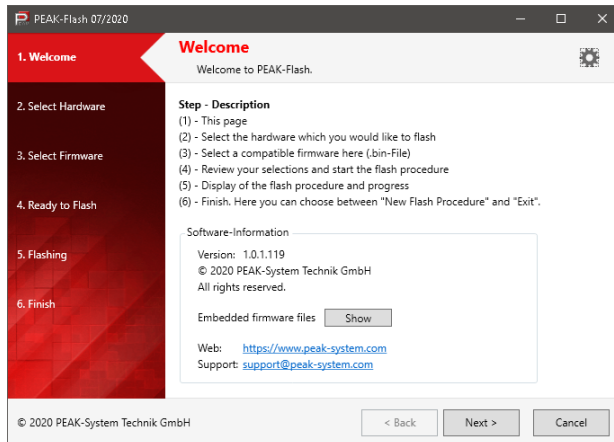 PEAK-Flash 07/2020
1. Welcome
2. Select Hardware
3. Select Firmware
4. Ready to Flash
5. Flashing
6. Finish
Welcome
Welcome to PEAK-Flash.
Step - Description
(1) - This page
(2) - Select the hardware which you would like to flash
(3) - Select a compatible firmware here (.bin-File)
(4) - Review your selections and start the flash procedure
(5) - Display of the flash procedure and progress
(6) - Finish. Here you can choose between "New Flash Procedure" and "Exit".
Software-Information
Version: 1.0.1.119
© 2020 PEAK-System Technik GmbH
All rights reserved.
Embedded firmware files Show
Web: https://www.peak-system.com
Support: support@peak-system.com
© 2020 PEAK-System Technik GmbH < Back Next > Cancel